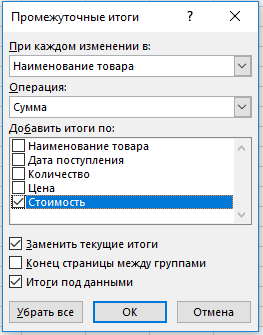 Промежуточные итоги ? ×
При каждом изменении в:
Наименование товара
Операция:
Сумма
Добавить итоги по:
Наименование товара
Дата поступления
Количество
Цена
Стоимость
Заменить текущие итоги
Конец страницы между группами
Итоги под данными
Убрать все ОК Отмена